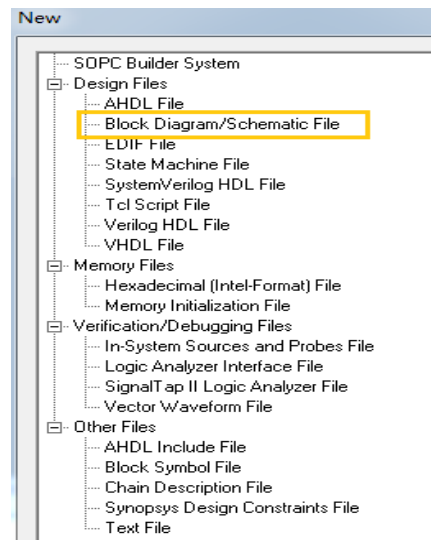 New
SOPC Builder System
Design Files
AHDL File
Block Diagram/Schematic File
EDIF File
State Machine File
SystemVerilog HDL File
Tcl Script File
Verilog HDL File
VHDL File
Memory Files
Hexadecimal (Intel-Format) File
Memory Initialization File
Verification/Debugging Files
In-System Sources and Probes File
Logic Analyzer Interface File
SignalTap II Logic Analyzer File
Vector Waveform File
Other Files
AHDL Include File
Block Symbol File
Chain Description File
Synopsys Design Constraints File
Text File